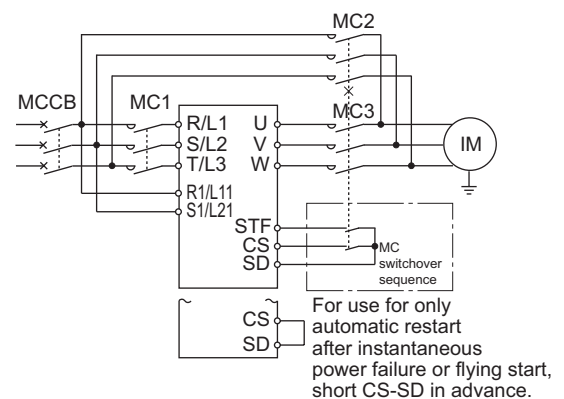 MC2
MCCB
MC1
MC3
R/L1
U
S/L2
V
IM
T/L3
W
R1/L11
S1/L21
STF
CS
MC
SD
switchover
sequence
CS
SD
For use for only
automatic restart
after instantaneous
power failure or flying start,
short CS-SD in advance.